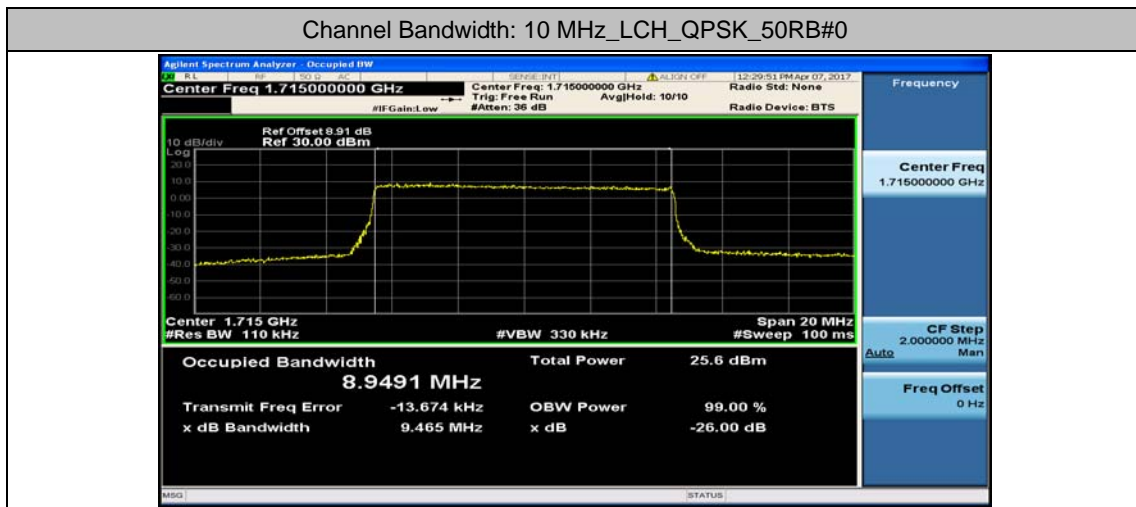 Channel Bandwidth: 10 MHz_LCH_QPSK_50RB#0
Agilent Spectrum Analyzer - Occupied BW
RL RF 50 Ω AC SENSE:INT ALIGN OFF 12:29:51 PM Apr 07, 2017
Center Freq 1.715000000 GHz Center Freq: 1.715000000 GHz Radio Std: None
Trig: Free Run Avg|Hold: 10/10
#IFGain:Low #Atten: 36 dB Radio Device: BTS
Ref Offset 8.91 dB
10 dB/div Ref 30.00 dBm
Log
20.0
10.0
0.00
-10.0
-20.0
-30.0
-40.0
-50.0
-60.0
Center 1.715 GHz Span 20 MHz
#Res BW 110 kHz #VBW 330 kHz #Sweep 100 ms
Occupied Bandwidth Total Power 25.6 dBm
8.9491 MHz
Transmit Freq Error -13.674 kHz OBW Power 99.00 %
x dB Bandwidth 9.465 MHz x dB -26.00 dB
MSG STATUS
Frequency
Center Freq
1.715000000 GHz
CF Step
2.000000 MHz
Auto Man
Freq Offset
0 Hz